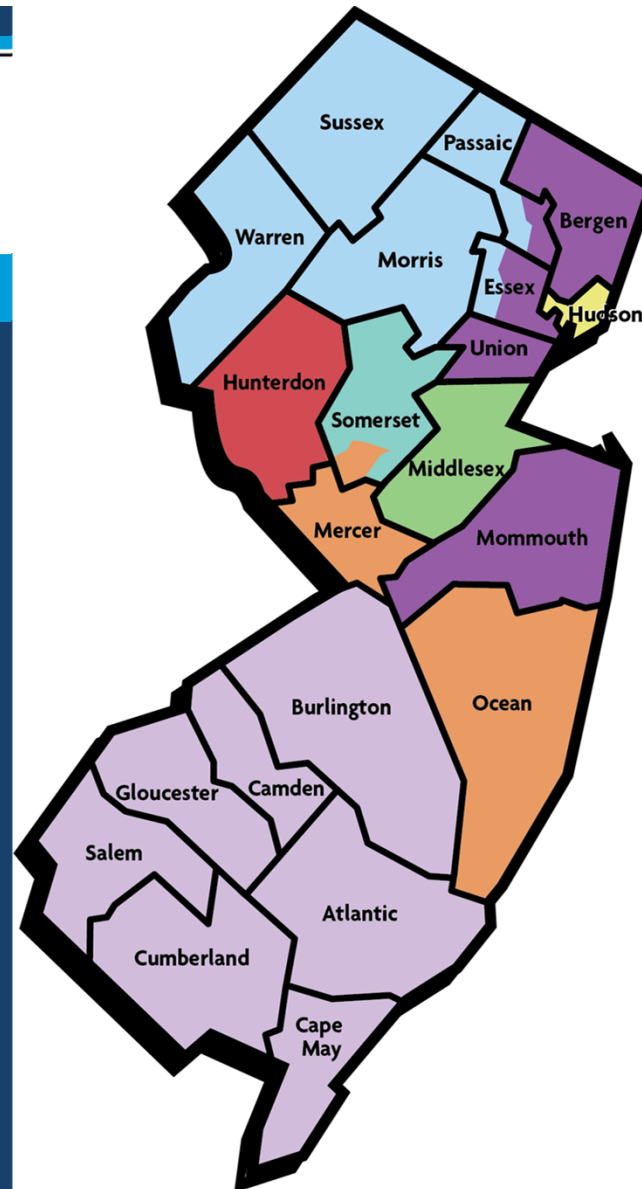 Sussex
Passaic
Bergen
Warren
Morris
Essex
Hudson
Union
Hunterdon
Somerset
Middlesex
Mercer
Mommouth
Ocean
Burlington
Camden
Gloucester
Salem
Atlantic
Cumberland
Cape
May